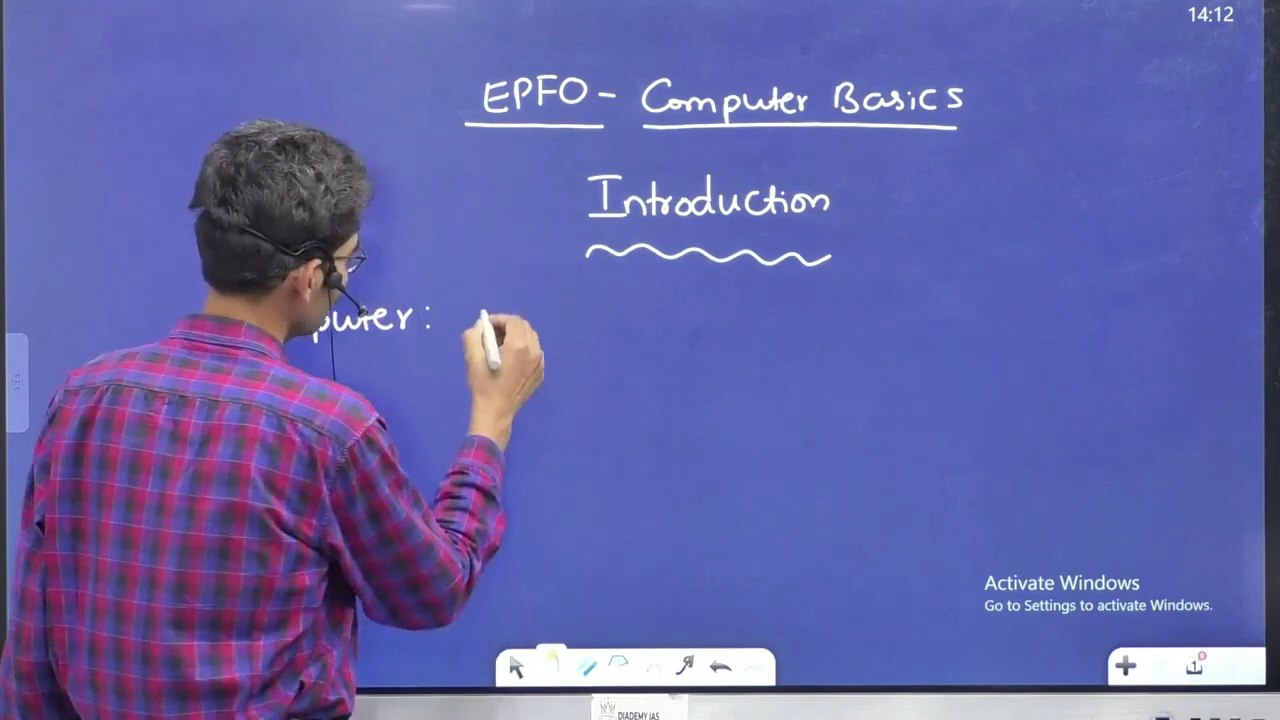 14:12
EPFO - Computer Basics
Introduction
puter:
Activate Windows
Go to Settings to activate Windows.
DIADEMY IAS